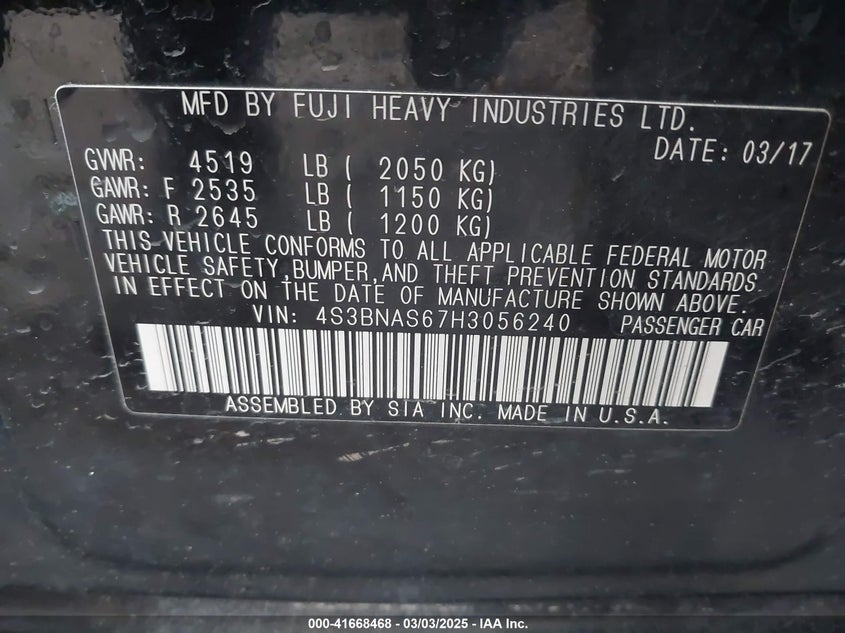 MFD BY FUJI HEAVY INDUSTRIES LTD.
DATE: 03/17
GVWR: 4519 LB ( 2050 KG)
GAWR: F 2535 LB ( 1150 KG)
GAWR: R 2645 LB ( 1200 KG)
THIS VEHICLE CONFORMS TO ALL APPLICABLE FEDERAL MOTOR
VEHICLE SAFETY,BUMPER,AND THEFT PREVENTION STANDARDS.
IN EFFECT ON THE DATE OF MANUFACTURE SHOWN ABOVE.
VIN: 4S3BNAS67H3056240 PASSENGER CAR
ASSEMBLED BY SIA INC. MADE IN U.S.A.
000-41668468 - 03/03/2025 - IAA Inc.